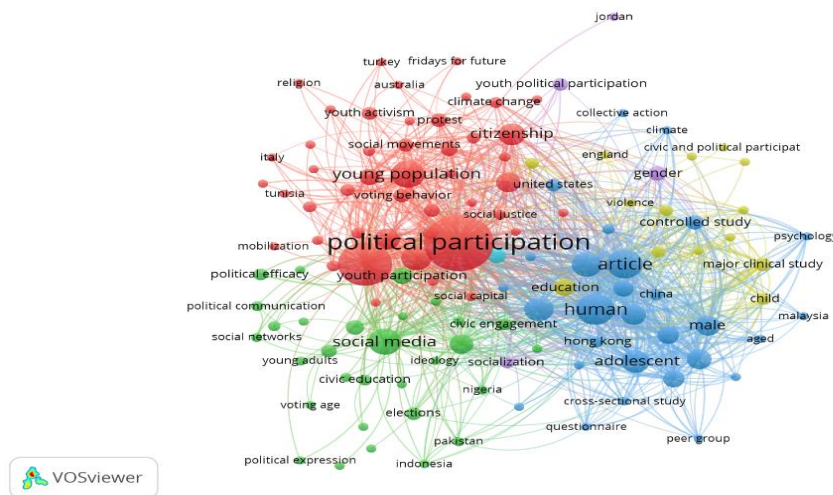 jordan
turkey
fridays for future
religion
australia
youth political participation
climate change
youth activism
protest
collective action
citizenship
climate
social movements
england
civic and political participat
italy
young population
gender
united states
tunisia
voting behavior
violence
social justice
controlled study
political participation
psychology
mobilization
article
major clinical study
political efficacy
youth participation
education
china
child
social capital
political communication
human
malaysia
civic engagement
male
social networks
social media
hong kong
aged
young adults
ideology
socialization
adolescent
civic education
nigeria
voting age
elections
cross-sectional study
questionnaire
pakistan
peer group
political expression
indonesia
VOSviewer